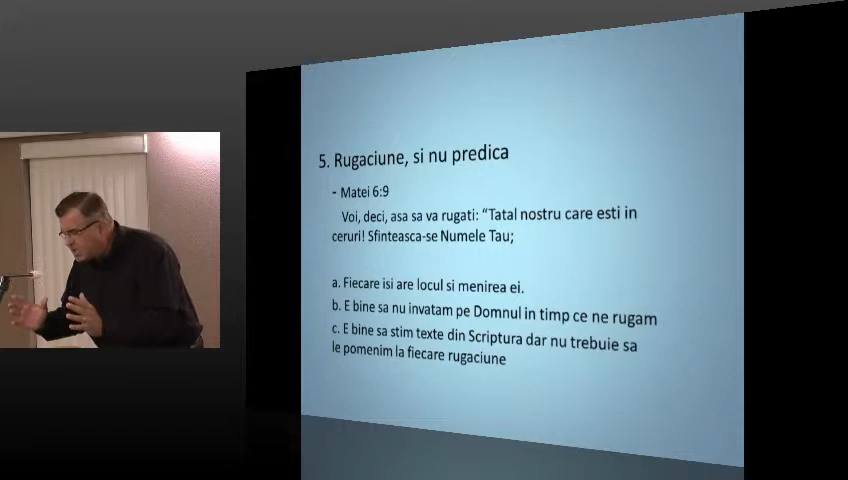 5. Rugaciune, si nu predica
- Matei 6:9
Voi, deci, asa sa va rugati: “Tatal nostru care esti in
ceruri! Sfinteasca-se Numele Tau;
a. Fiecare isi are locul si menirea ei.
b. E bine sa nu invatam pe Domnul in timp ce ne rugam
c. E bine sa stim texte din Scriptura dar nu trebuie sa
le pomenim la fiecare rugaciune